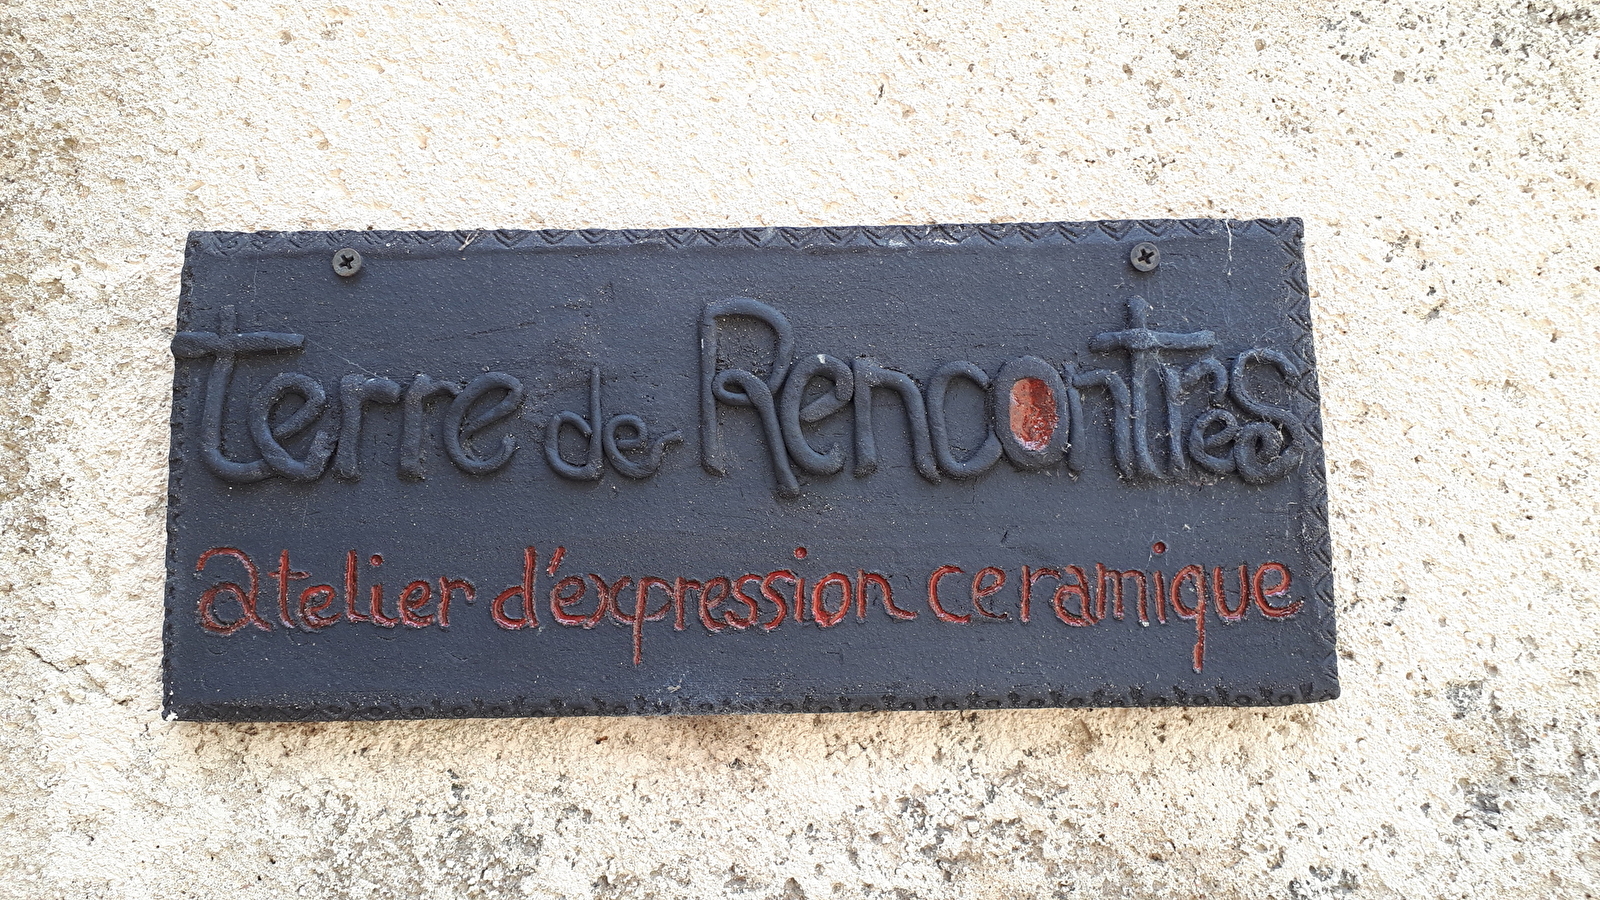 terre de Rencontres
atelier d'expression ceramique